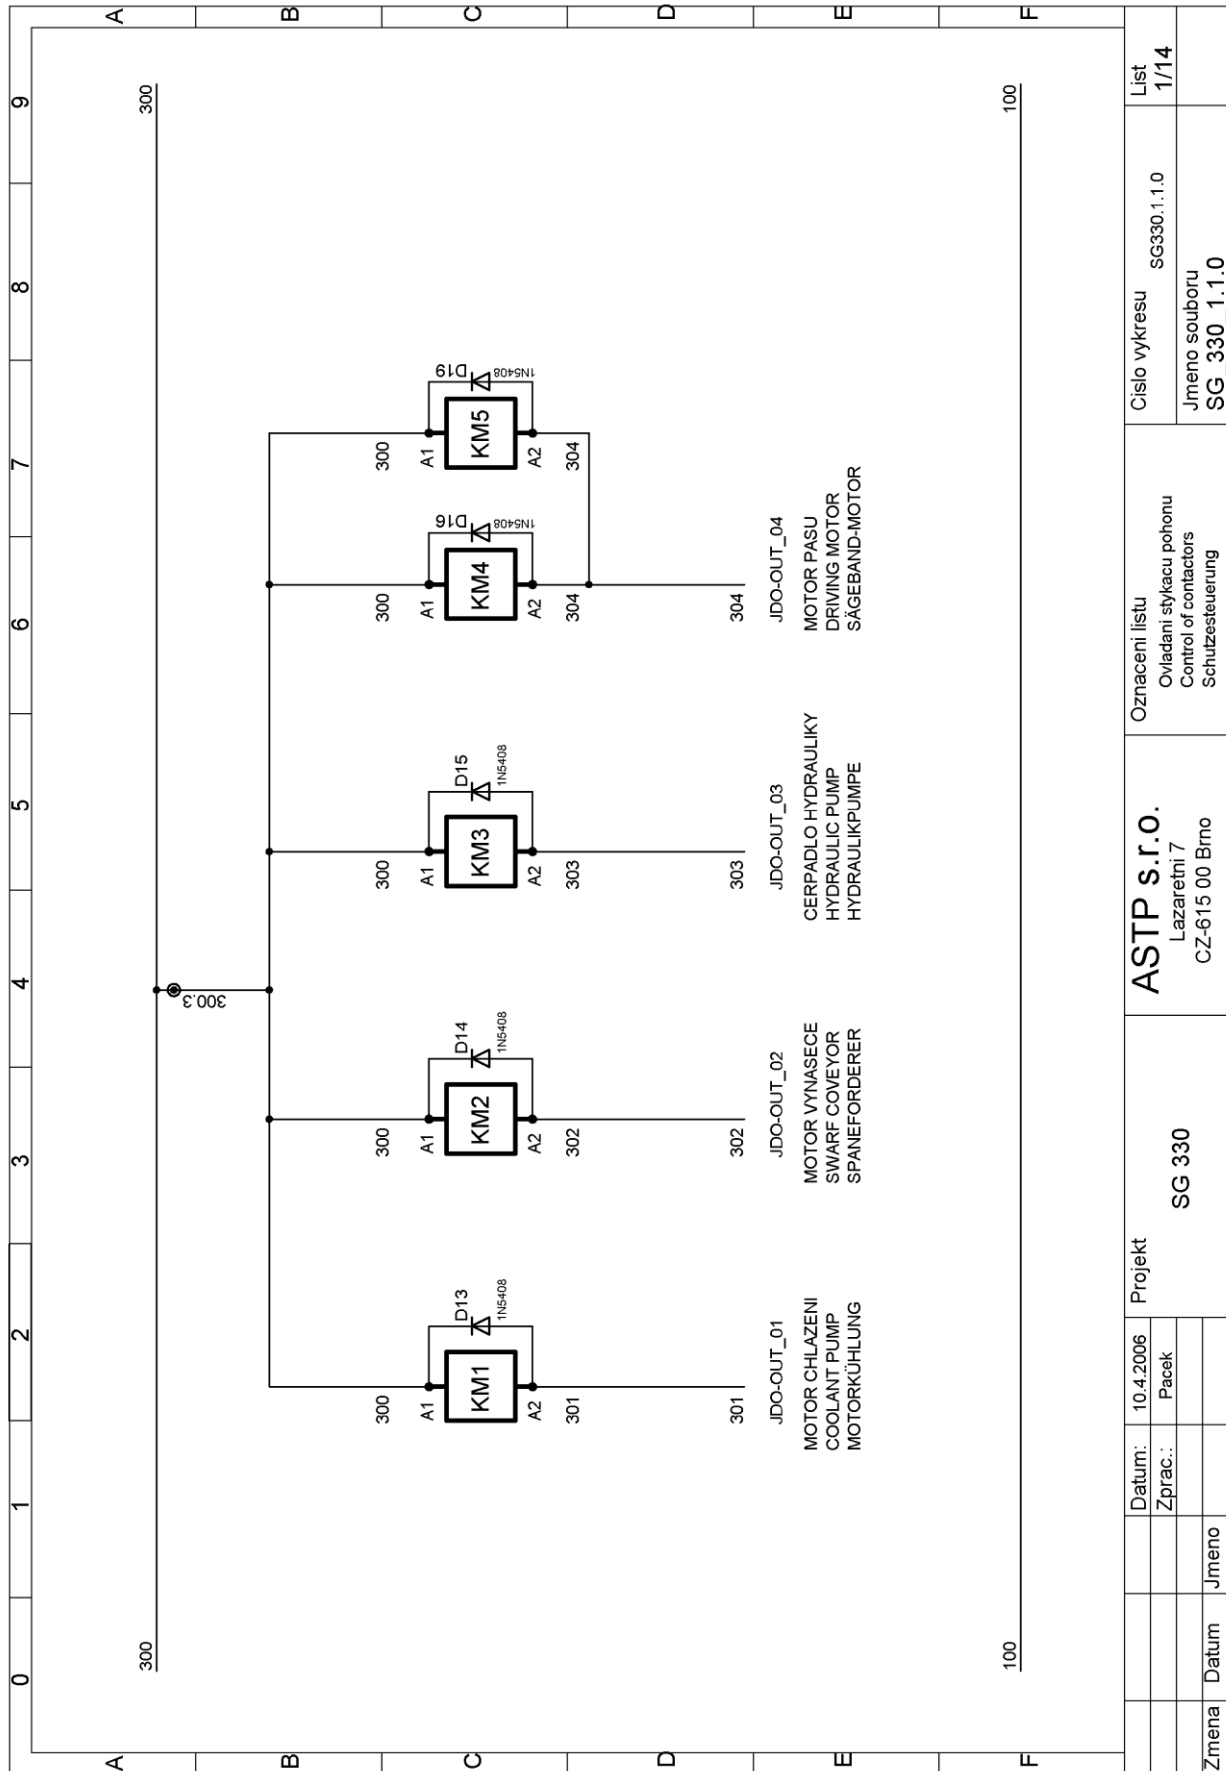 0 1 2 3 4 5 6 7 8 9
A A
B B
C C
D D
E E
F F
300 300
300.3
300 300 300 300 300
A1 A1 A1 A1 A1
KM1 KM2 KM3 KM4 KM5
D13 D14 D15 D16 D19
1N5408 1N5408 1N5408 1N5408 1N5408
A2 A2 A2 A2 A2
301 302 303 304 304
301 302 303 304
JDO-OUT_01
MOTOR CHLAZENI
COOLANT PUMP
MOTORKÜHLUNG
JDO-OUT_02
MOTOR VYNASECE
SWARF COVEYOR
SPANEFORDERER
JDO-OUT_03
CERPADLO HYDRAULIKY
HYDRAULIC PUMP
HYDRAULIKPUMPE
JDO-OUT_04
MOTOR PASU
DRIVING MOTOR
SÄGEBAND-MOTOR
100 100
Zmena Datum Jmeno
Datum: 10.4.2006
Zprac.: Pacek
Projekt
SG 330
ASTP s.r.o.
Lazaretni 7
CZ-615 00 Brno
Oznaceni listu
Ovladani stykacu pohonu
Control of contactors
Schutzesteuerung
Cislo vykresu
SG330.1.1.0
Jmeno souboru
SG_330_1.1.0
List
1/14